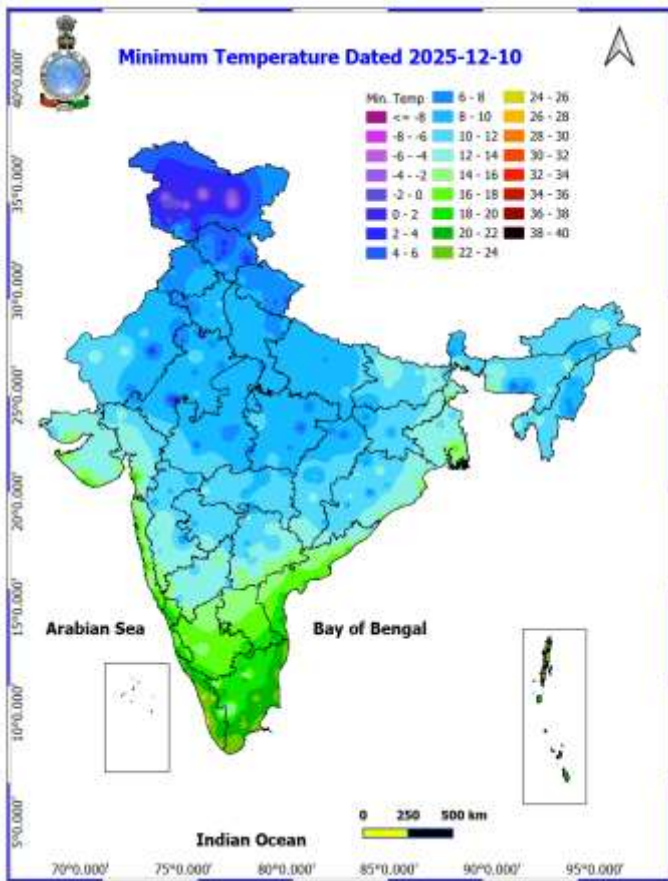 Minimum Temperature Dated 2025-12-10
Min. Temp
<= -8
-8 - -6
-6 - -4
-4 - -2
-2 - 0
0 - 2
2 - 4
4 - 6
6 - 8
8 - 10
10 - 12
12 - 14
14 - 16
16 - 18
18 - 20
20 - 22
22 - 24
24 - 26
26 - 28
28 - 30
30 - 32
32 - 34
34 - 36
36 - 38
38 - 40
40°0.000'
35°0.000'
30°0.000'
25°0.000'
20°0.000'
15°0.000'
10°0.000'
5°0.000'
Arabian Sea
Bay of Bengal
0 250 500 km
Indian Ocean
70°0.000' 75°0.000' 80°0.000' 85°0.000' 90°0.000' 95°0.000'